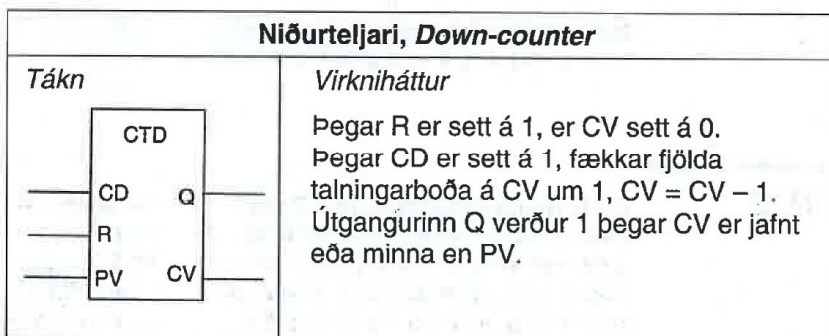 Niðurteljari, Down-counter
Tákn
CTD
CD Q
R
PV CV
Virkniháttur
Þegar R er sett á 1, er CV sett á 0.
Þegar CD er sett á 1, fækkar fjölda
talningarboða á CV um 1, CV = CV – 1.
Útgangurinn Q verður 1 þegar CV er jafnt
eða minna en PV.